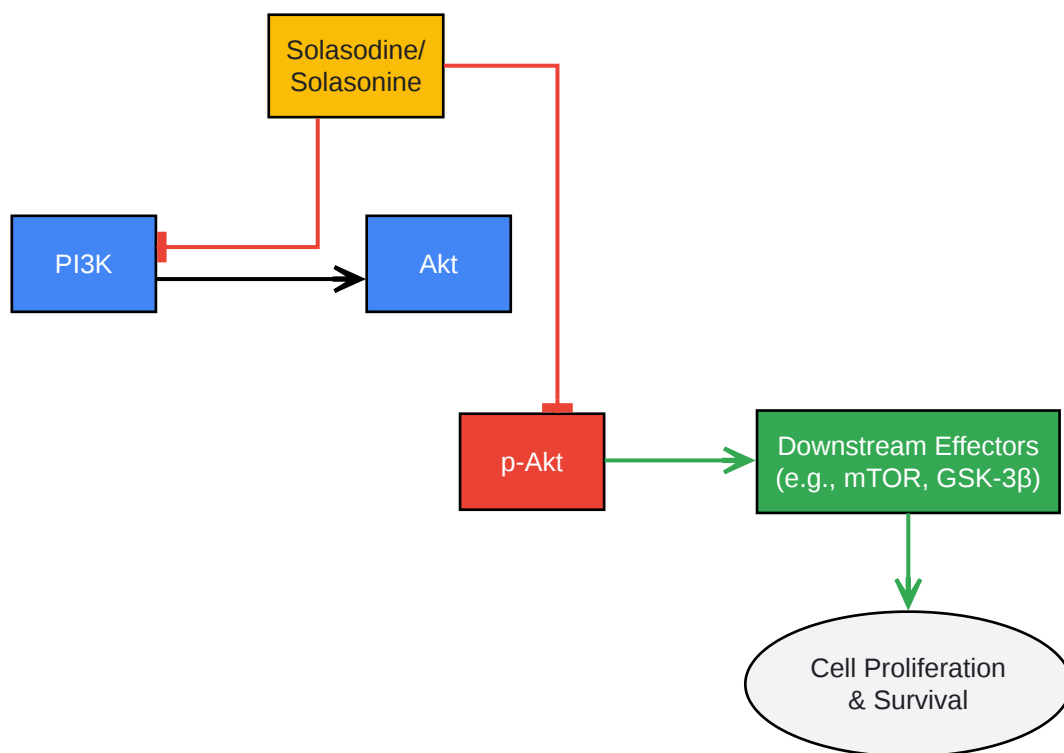 Solasodine/
Solasonine
PI3K
Akt
p-Akt
Downstream Effectors
(e.g., mTOR, GSK-3β)
Cell Proliferation
& Survival